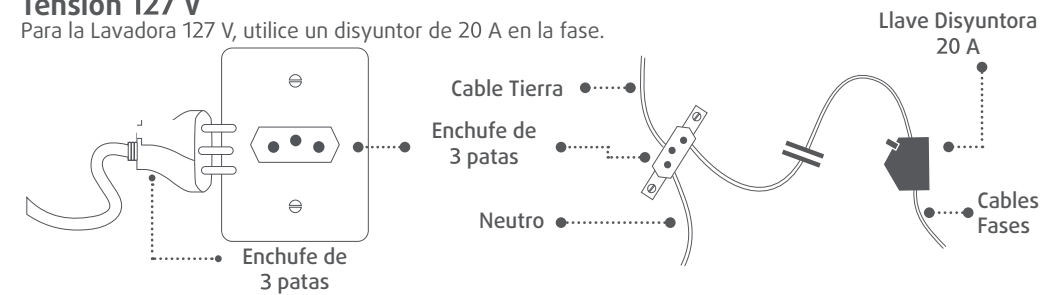 Tensión 127 V
Para la Lavadora 127 V, utilice un disyuntor de 20 A en la fase.
Llave Disyuntora
20 A
Cable Tierra
Enchufe de
3 patas
Neutro
Cables
Fases
Enchufe de
3 patas